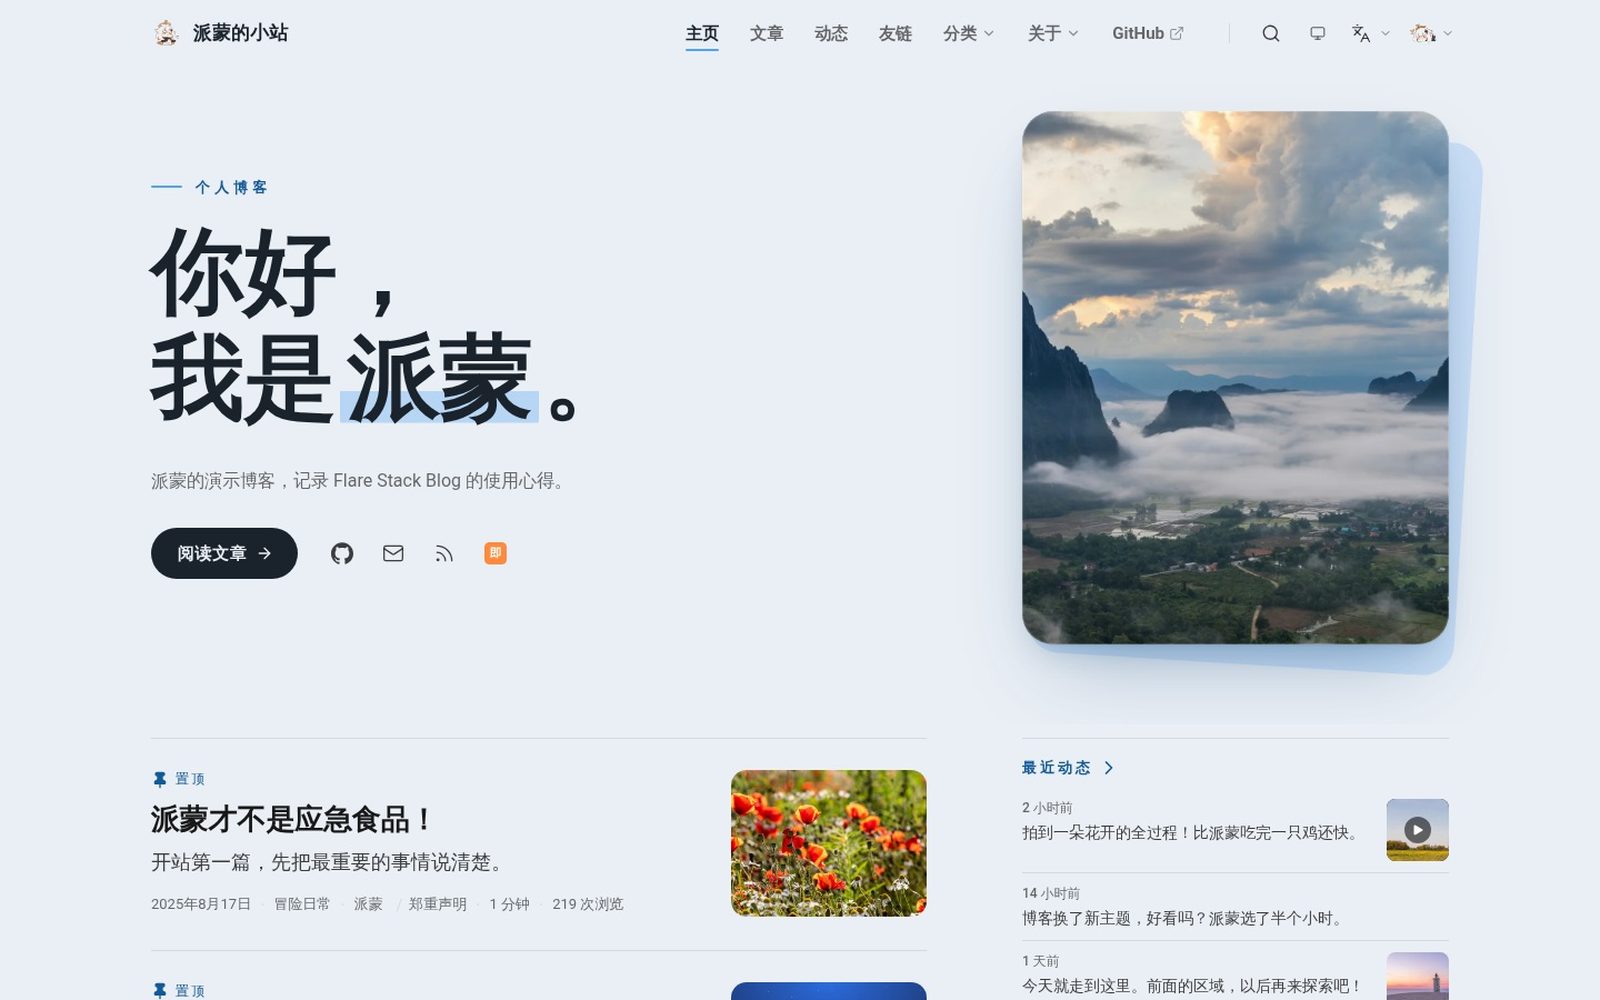 派蒙的小站
主页 文章 动态 友链 分类 关于 GitHub
个人博客
你好，
我是派蒙。
派蒙的演示博客，记录 Flare Stack Blog 的使用心得。
阅读文章 →
即
置顶
派蒙才不是应急食品！
开站第一篇，先把最重要的事情说清楚。
2025年8月17日 · 冒险日常 · 派蒙 / 郑重声明 · 1 分钟 · 219 次浏览
置顶
最近动态
2 小时前
拍到一朵花开的全过程！比派蒙吃完一只鸡还快。
14 小时前
博客换了新主题，好看吗？派蒙选了半个小时。
1 天前
今天就走到这里。前面的区域，以后再来探索吧！